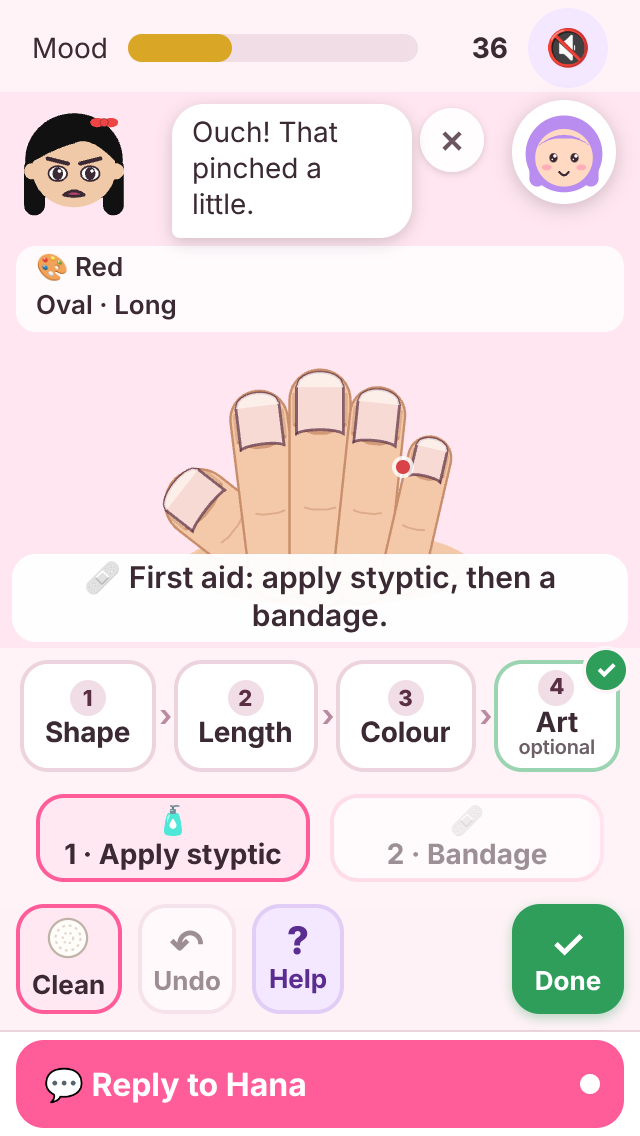 Mood
36
Ouch! That
pinched a
little.
🎨 Red
Oval · Long
🩹 First aid: apply styptic, then a
bandage.
1
Shape
›
2
Length
›
3
Colour
›
4
Art
optional
1 · Apply styptic
2 · Bandage
Clean
Undo
?
Help
Done
💬 Reply to Hana